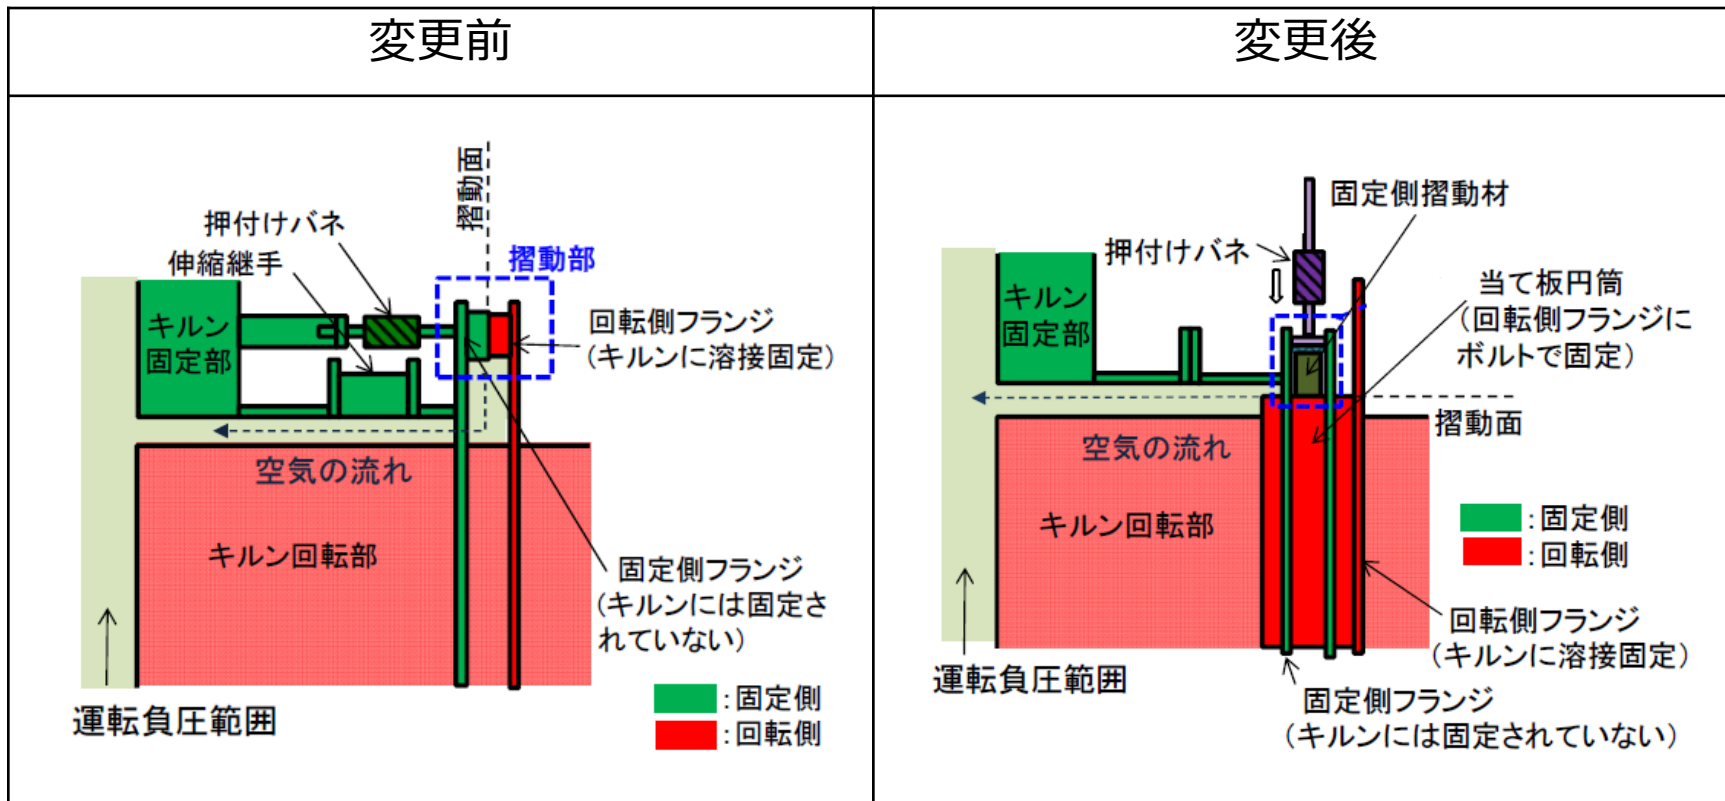 変更前
変更後
摺動面
押付けバネ
伸縮継手
摺動部
キルン
固定部
回転側フランジ
(キルンに溶接固定)
空気の流れ
キルン回転部
固定側フランジ
(キルンには固定さ
れていない)
運転負圧範囲
:固定側
:回転側
固定側摺動材
押付けバネ
当て板円筒
(回転側フランジに
ボルトで固定)
キルン
固定部
摺動面
空気の流れ
キルン回転部
:固定側
:回転側
回転側フランジ
(キルンに溶接固定)
運転負圧範囲
固定側フランジ
(キルンには固定されていない)